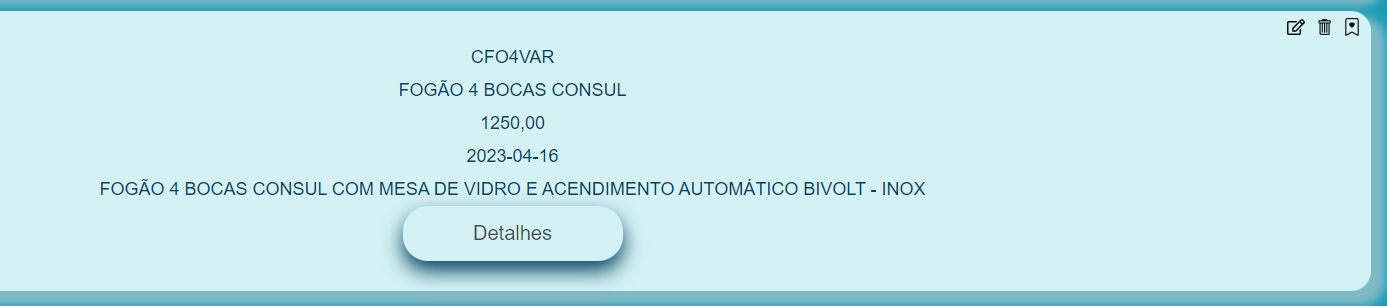 CFO4VAR
FOGÃO 4 BOCAS CONSUL
1250,00
2023-04-16
FOGÃO 4 BOCAS CONSUL COM MESA DE VIDRO E ACENDIMENTO AUTOMÁTICO BIVOLT - INOX
Detalhes